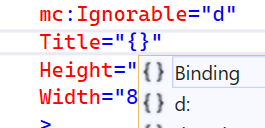 mc:Ignorable="d"
Title="{}"
Height="
{} Binding
Width="8
{} d:
>